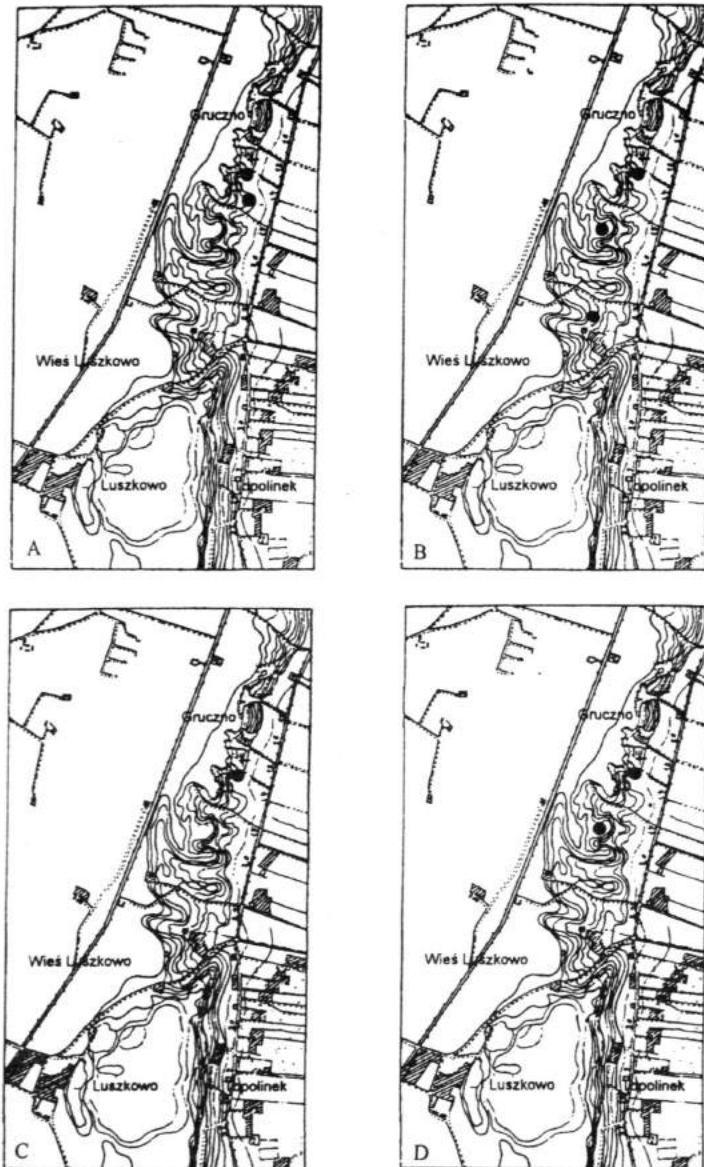 Gruczno
Wieś Luszkowo
Luszkowo
Topolinek
A
Gruczno
Wieś Luszkowo
Luszkowo
Topolinek
B
Gruczno
Wieś Luszkowo
Luszkowo
Topolinek
C
Gruczno
Wieś Luszkowo
Luszkowo
Topolinek
D